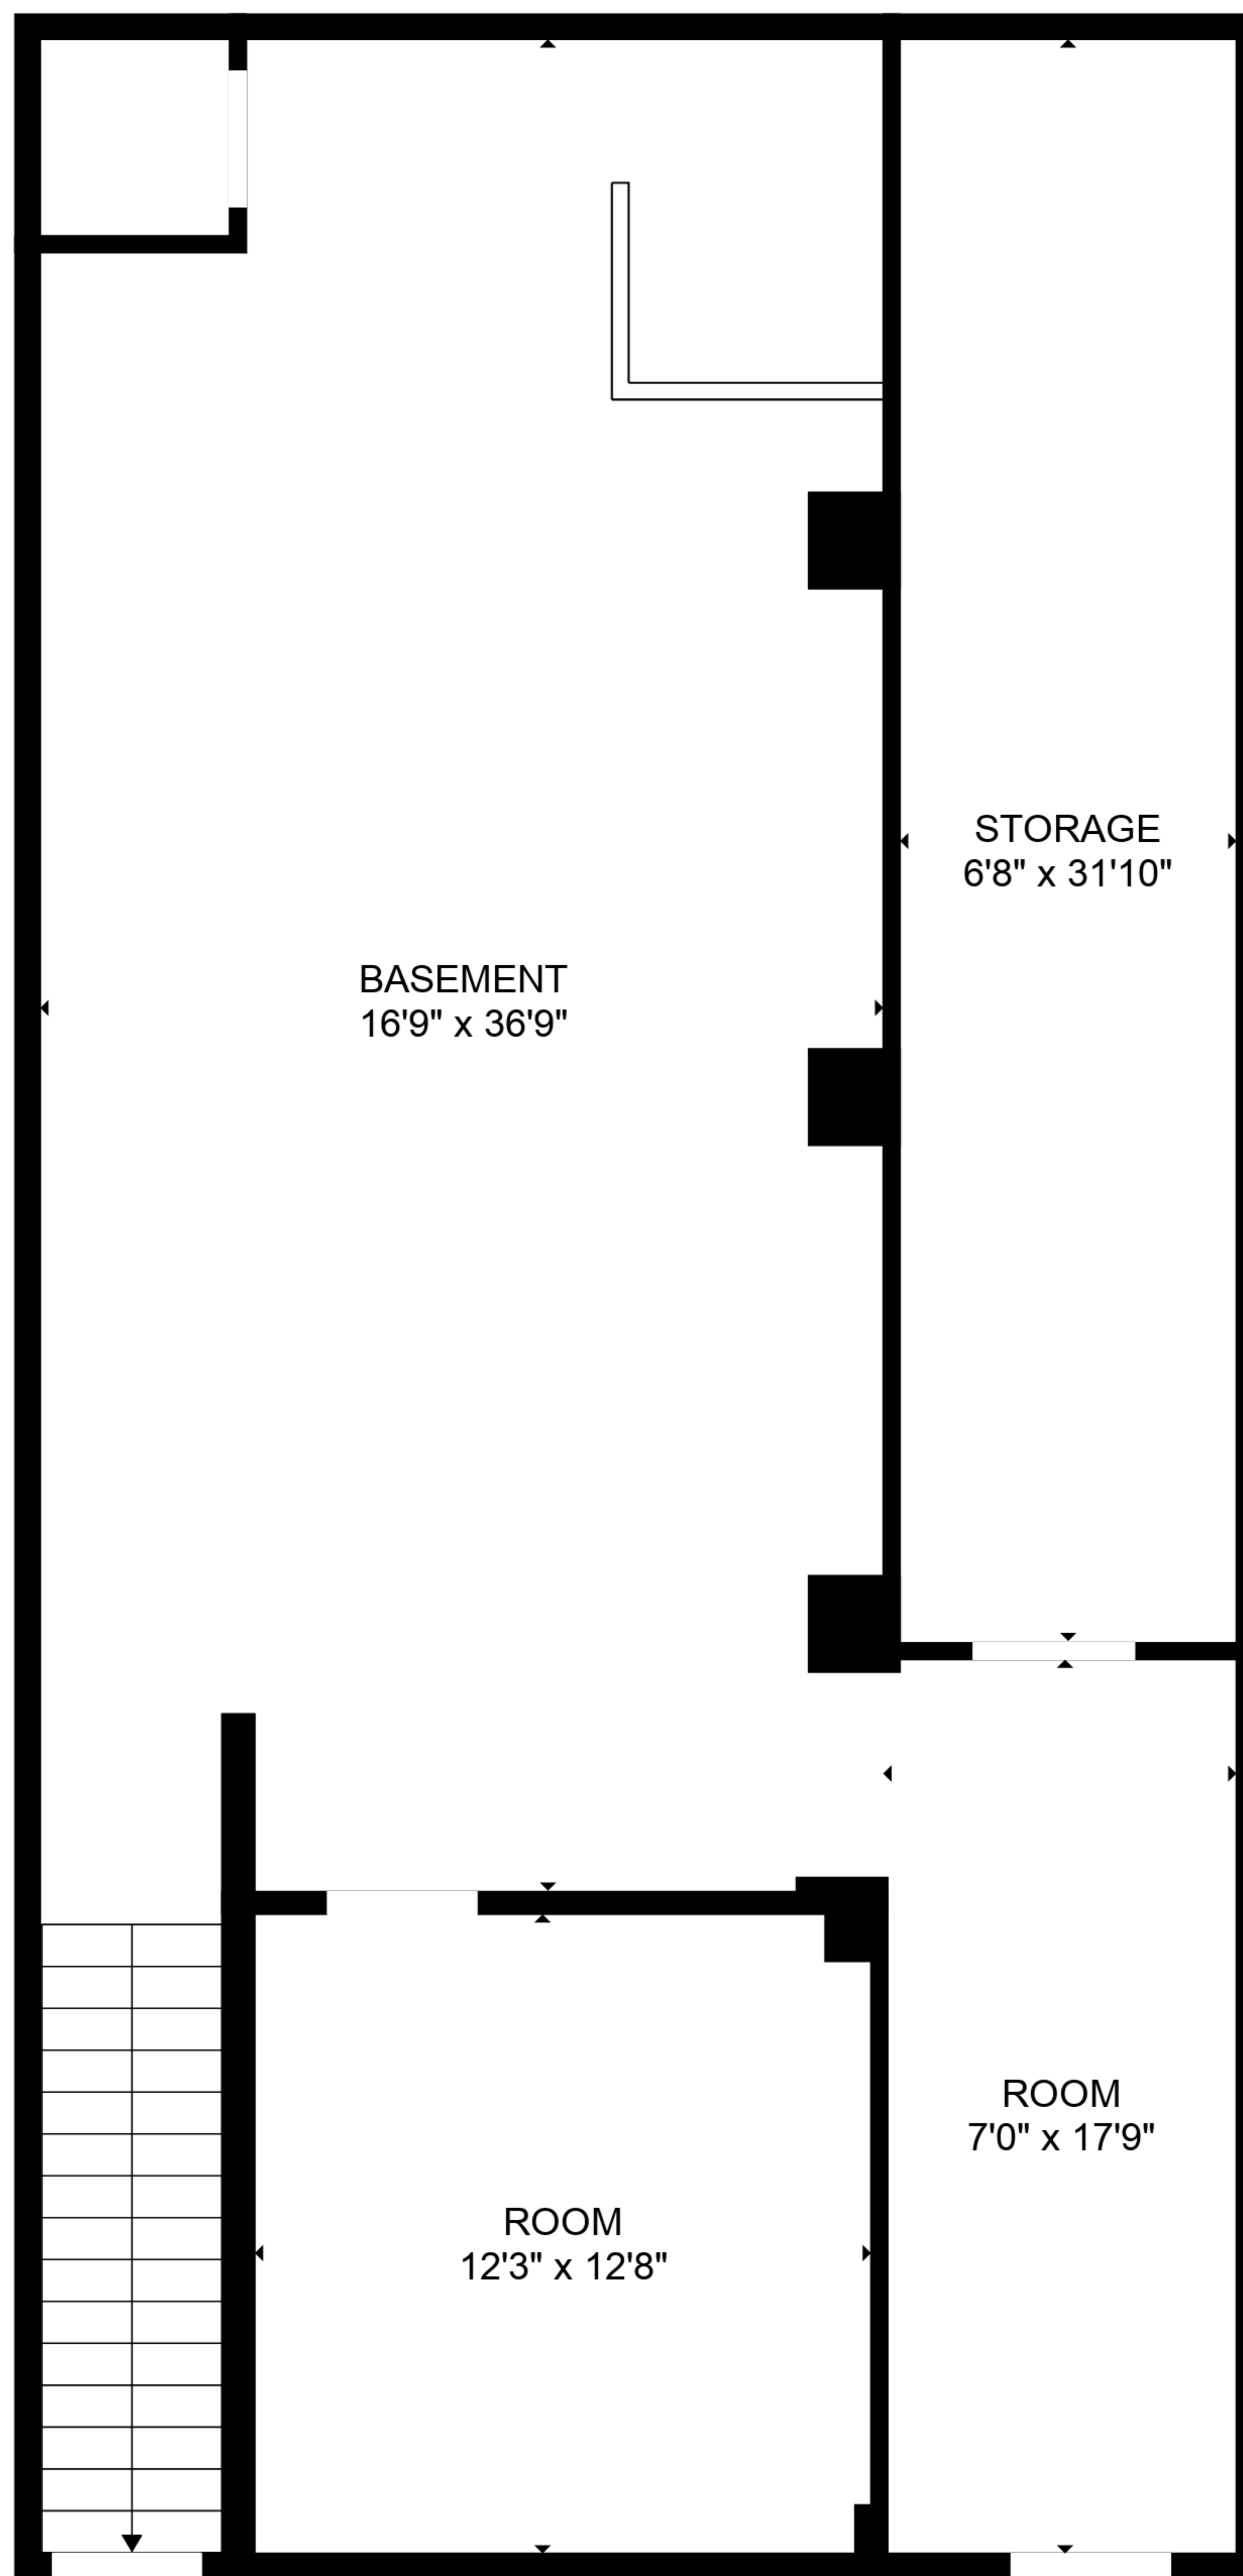 STORAGE
6'8" x 31'10"
BASEMENT
16'9" x 36'9"
ROOM
7'0" x 17'9"
ROOM
12'3" x 12'8"